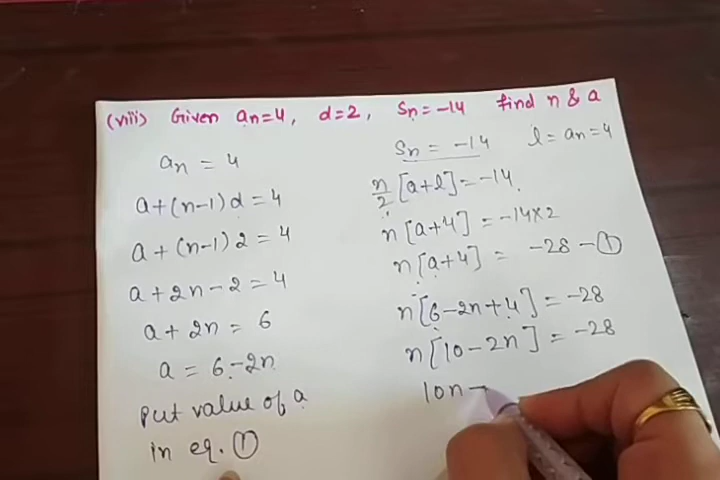 (viii) Given an=4, d=2, Sn=-14 find n & a
an = 4
a+(n-1)d=4
a+(n-1)2=4
a+2n-2=4
a+2n=6
a=6-2n
Put value of a
in eq. ①
Sn = -14 l=an=4
n/2[a+l]=-14
n[a+4]=-14×2
n[a+4] = -28-①
n[6-2n+4]=-28
n[10-2n]=-28
10n-